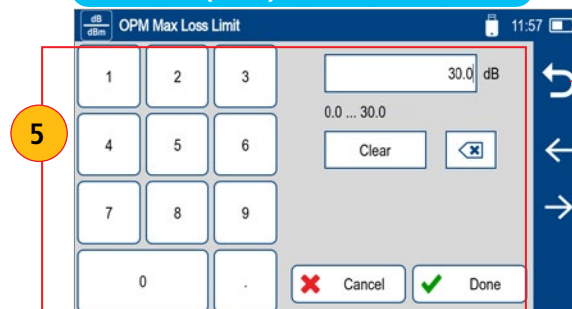 dB
dBm
OPM Max Loss Limit
11:57
5
1 2 3
30.0 dB
0.0 ... 30.0
4 5 6
Clear
7 8 9
0 .
Cancel Done